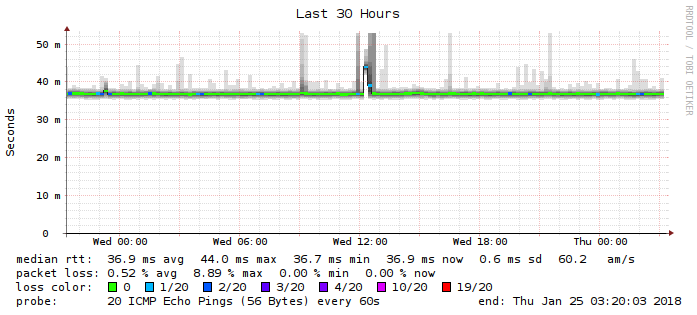 Last 30 Hours
RRDTOOL / TOBI OETIKER
Seconds
50 m
40 m
30 m
20 m
10 m
0
Wed 00:00 Wed 06:00 Wed 12:00 Wed 18:00 Thu 00:00
median rtt: 36.9 ms avg 44.0 ms max 36.7 ms min 36.9 ms now 0.6 ms sd 60.2 am/s
packet loss: 0.52 % avg 8.89 % max 0.00 % min 0.00 % now
loss color: 0 1/20 2/20 3/20 4/20 10/20 19/20
probe: 20 ICMP Echo Pings (56 Bytes) every 60s end: Thu Jan 25 03:20:03 2018